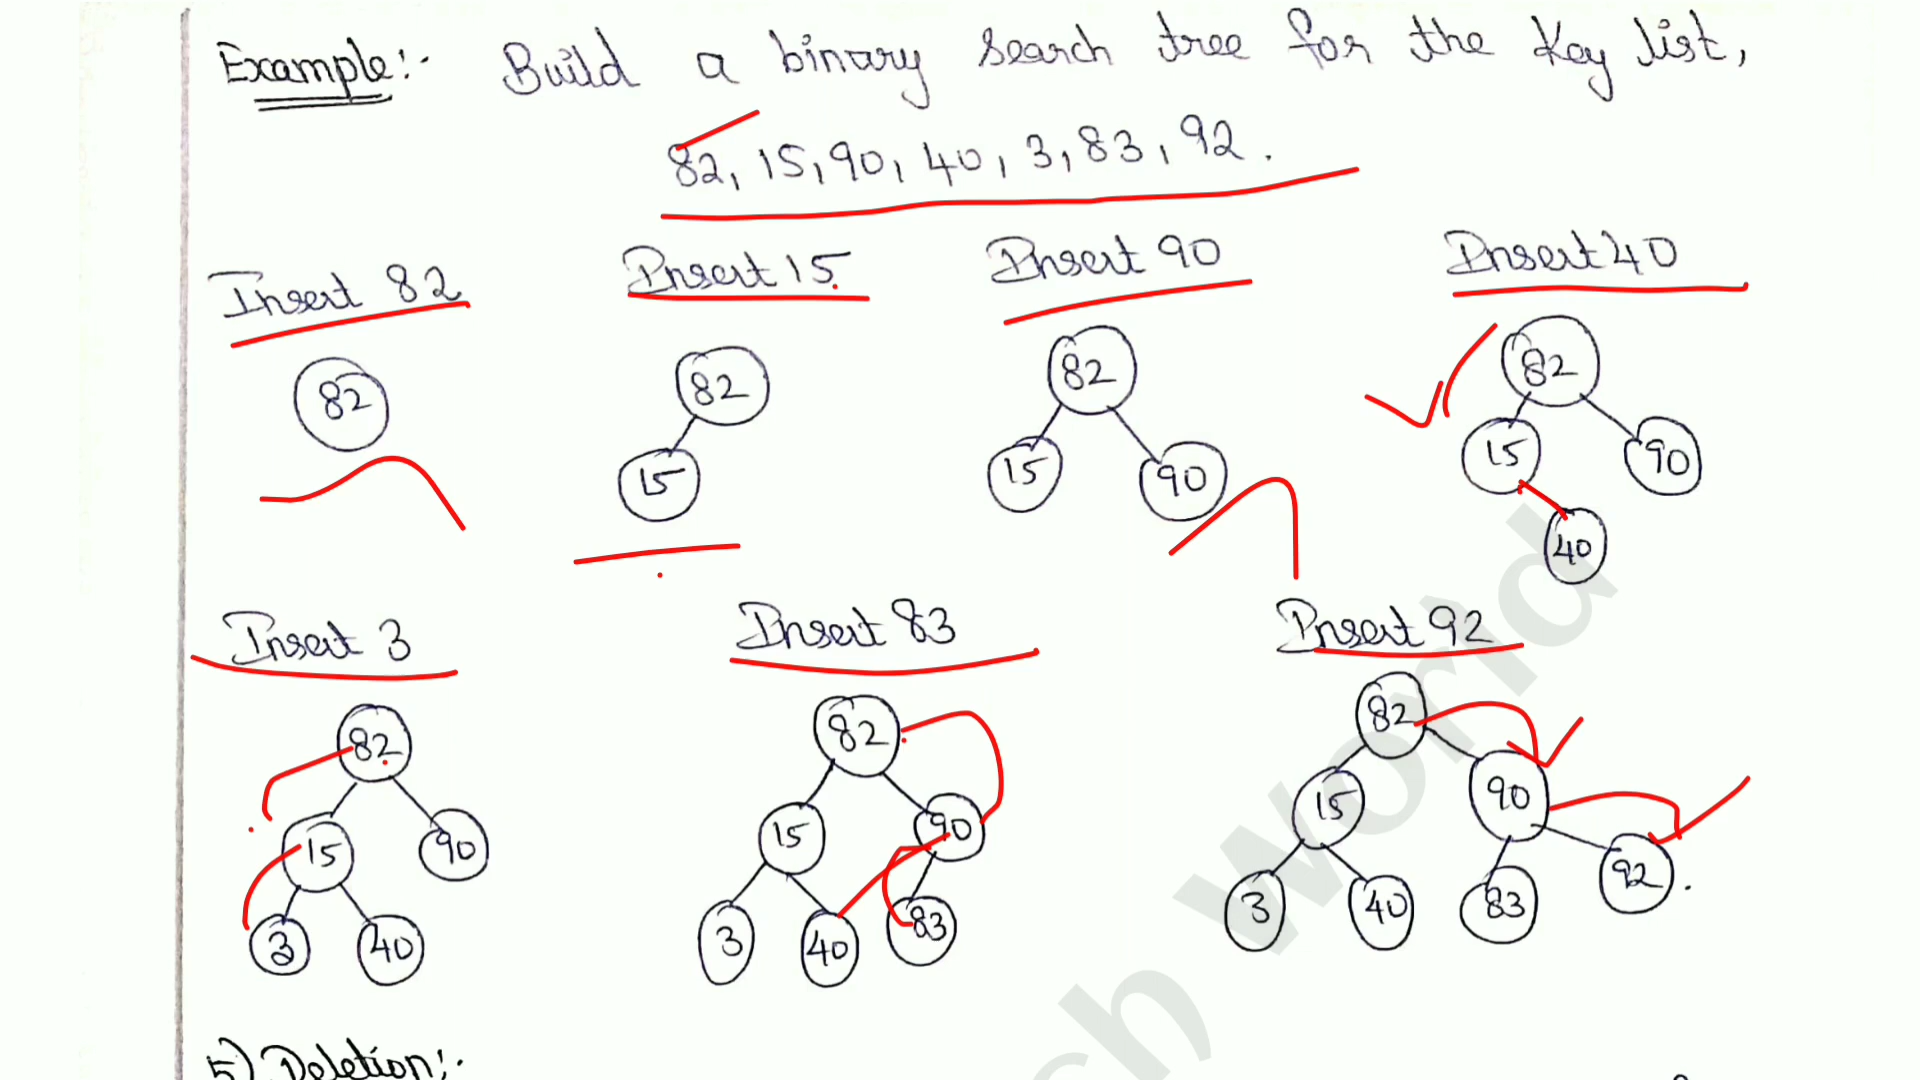 Example:-  Build a binary search tree for the Key list,
82, 15, 90, 40, 3, 83, 92.
Insert 82  Insert 15  Insert 90  Insert 40
82  82  82  82
15  15  90  15  90
40
Insert 3  Insert 83  Insert 92
82  82  82
15  90  15  90  15  90
3  40  3  40  83  3  40  83  92.
5) Deletion:-
world